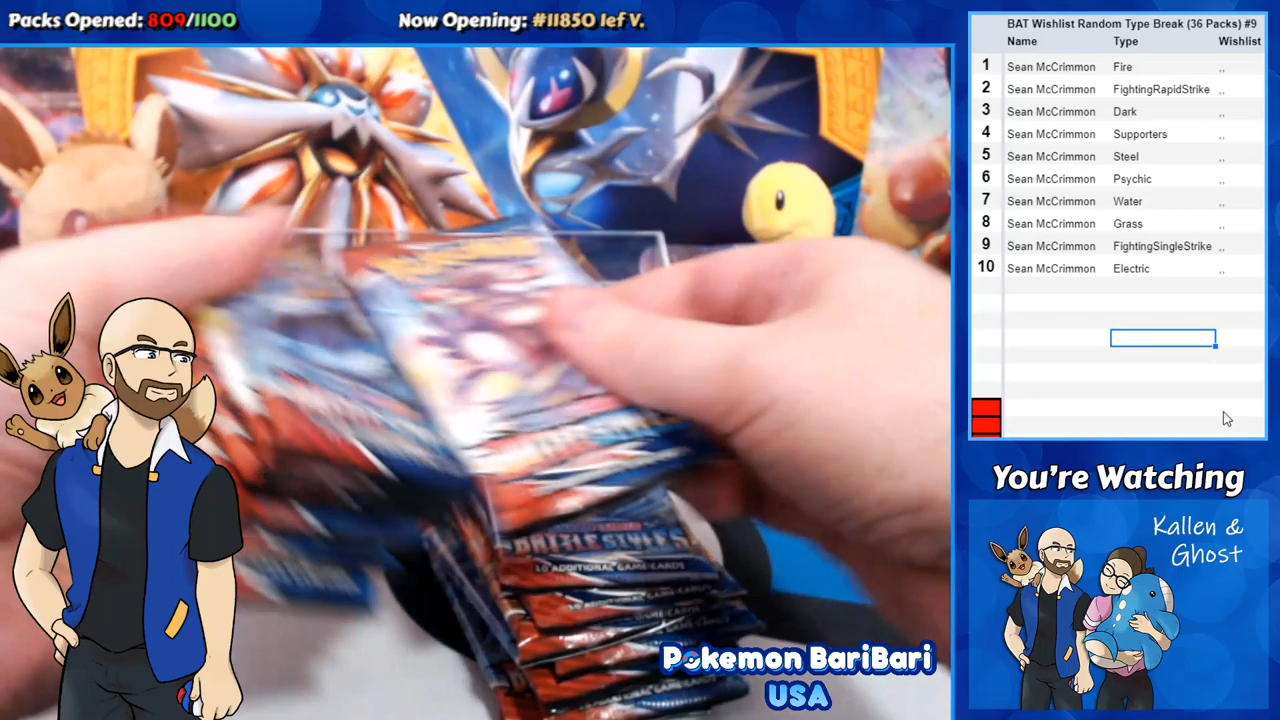 Packs Opened: 809/1100
Now Opening: #11850 lef V.
BAT Wishlist Random Type Break (36 Packs) #9
Name Type Wishlist
1 Sean McCrimmon Fire ,,
2 Sean McCrimmon FightingRapidStrike ,,
3 Sean McCrimmon Dark ,,
4 Sean McCrimmon Supporters ,,
5 Sean McCrimmon Steel ,,
6 Sean McCrimmon Psychic ,,
7 Sean McCrimmon Water ,,
8 Sean McCrimmon Grass ,,
9 Sean McCrimmon FightingSingleStrike ,,
10 Sean McCrimmon Electric ,,
BATTLE STYLES
10 ADDITIONAL GAME CARDS
You're Watching
Kallen &
Ghost
Pokemon BariBari
USA